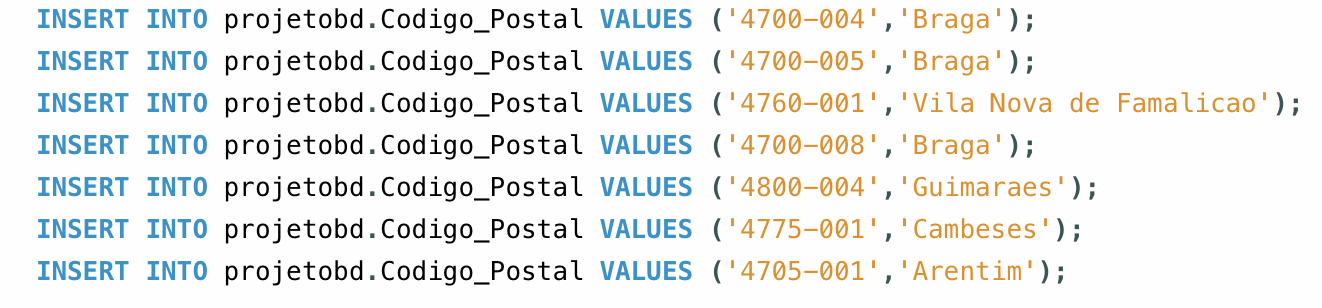 INSERT INTO projetobd.Codigo_Postal VALUES ('4700-004','Braga');
INSERT INTO projetobd.Codigo_Postal VALUES ('4700-005','Braga');
INSERT INTO projetobd.Codigo_Postal VALUES ('4760-001','Vila Nova de Famalicao');
INSERT INTO projetobd.Codigo_Postal VALUES ('4700-008','Braga');
INSERT INTO projetobd.Codigo_Postal VALUES ('4800-004','Guimaraes');
INSERT INTO projetobd.Codigo_Postal VALUES ('4775-001','Cambeses');
INSERT INTO projetobd.Codigo_Postal VALUES ('4705-001','Arentim');